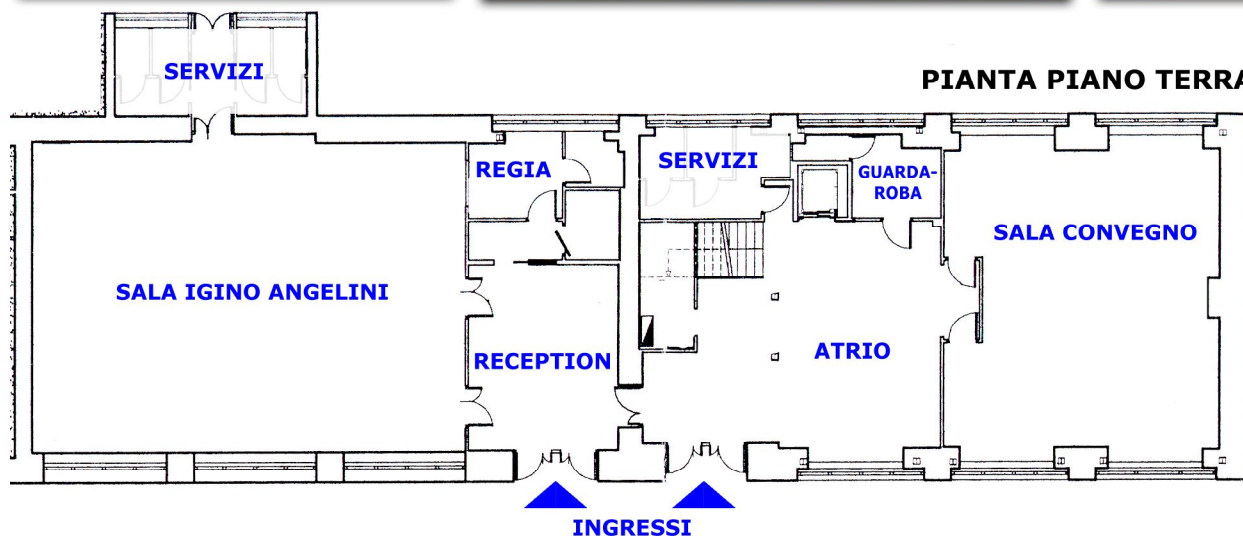 PIANTA PIANO TERRA
SERVIZI
REGIA
SERVIZI
GUARDA-
ROBA
SALA CONVEGNO
SALA IGINO ANGELINI
RECEPTION
ATRIO
INGRESSI